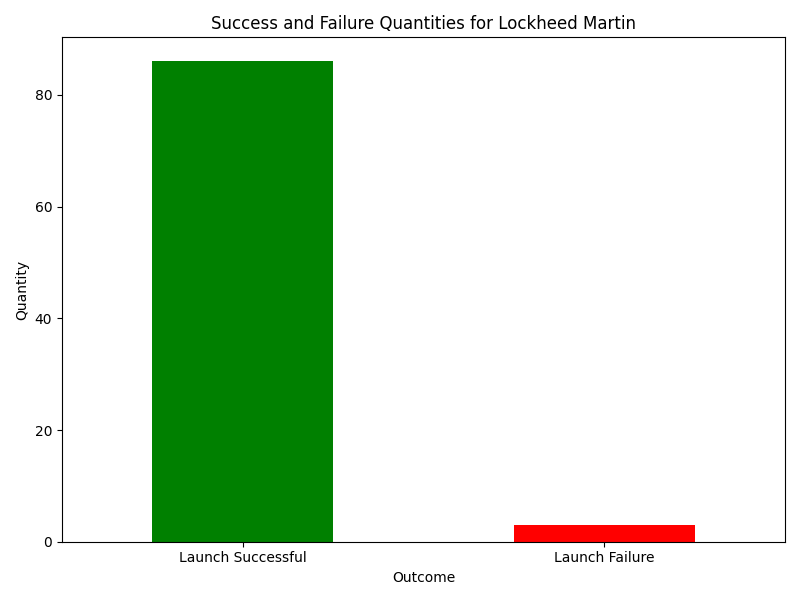 Success and Failure Quantities for Lockheed Martin
80
60
40
20
0
Quantity
Launch Successful
Launch Failure
Outcome